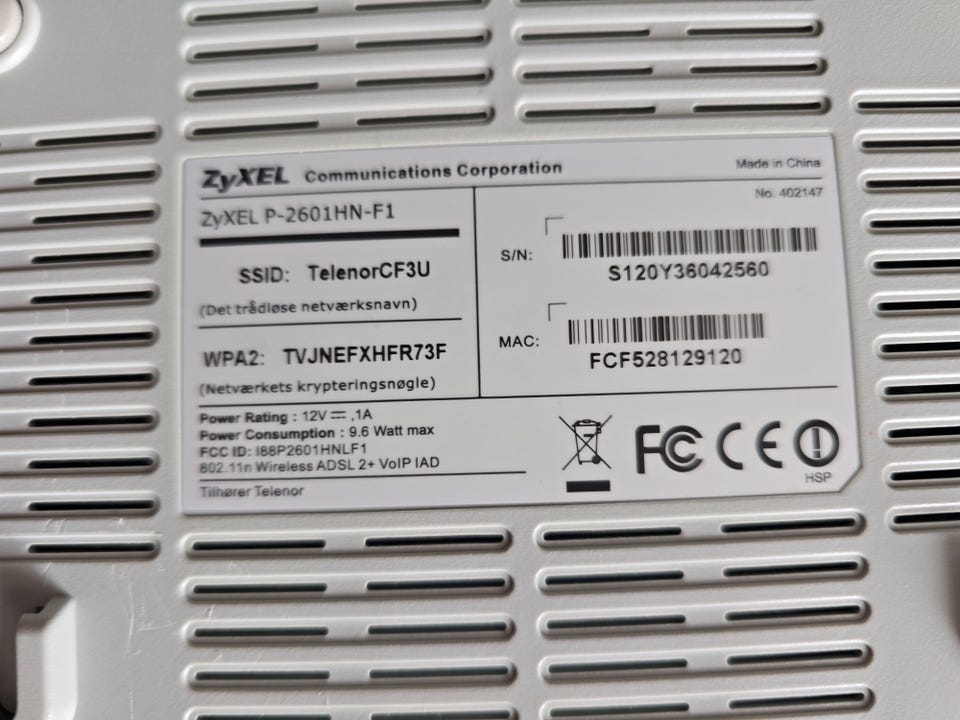 ZyXEL Communications Corporation
Made in China
No. 402147
ZyXEL P-2601HN-F1
SSID: TelenorCF3U
(Det trådløse netværksnavn)
WPA2: TVJNEFXHFR73F
(Netværkets krypteringsnøgle)
S/N:
S120Y36042560
MAC:
FCF528129120
Power Rating : 12V ⎓ ,1A
Power Consumption : 9.6 Watt max
FCC ID: I88P2601HNLF1
802.11n Wireless ADSL 2+ VoIP IAD
Tilhører Telenor
FC CE
HSP